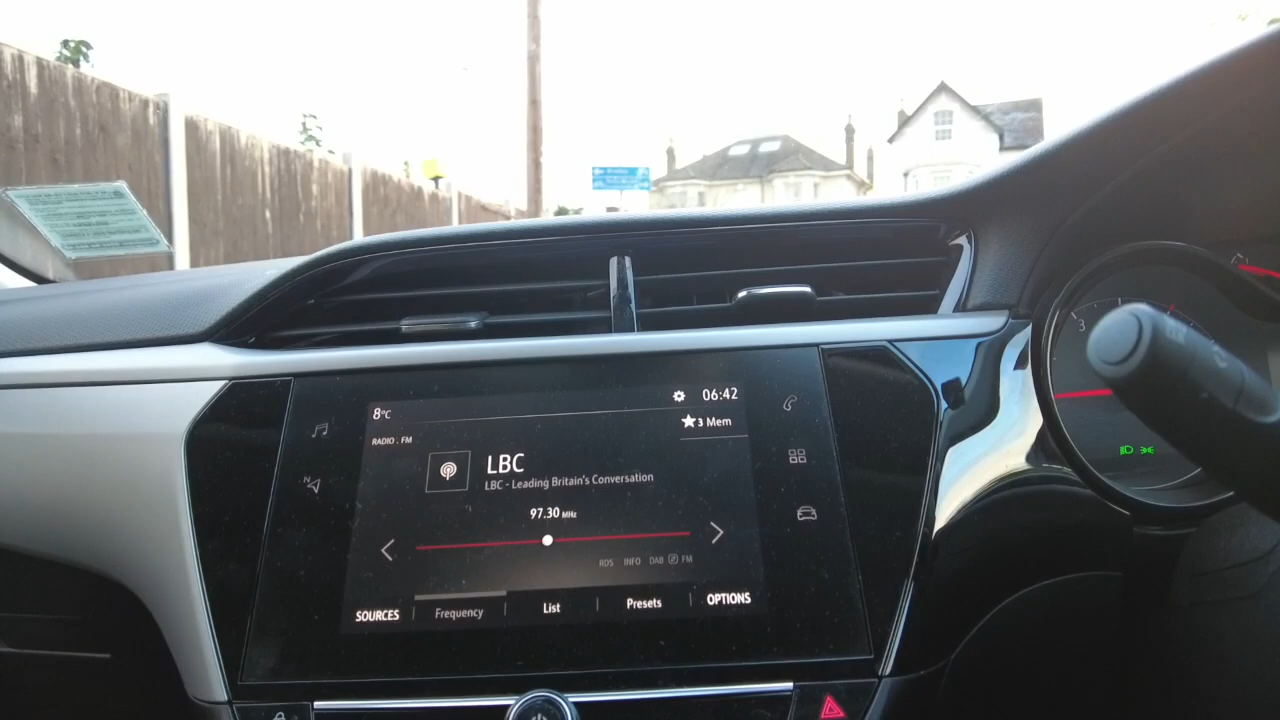 8°C
06:42
3 Mem
RADIO . FM
LBC
LBC - Leading Britain's Conversation
97.30 MHz
RDS INFO DAB FM
SOURCES Frequency List Presets OPTIONS
N
3